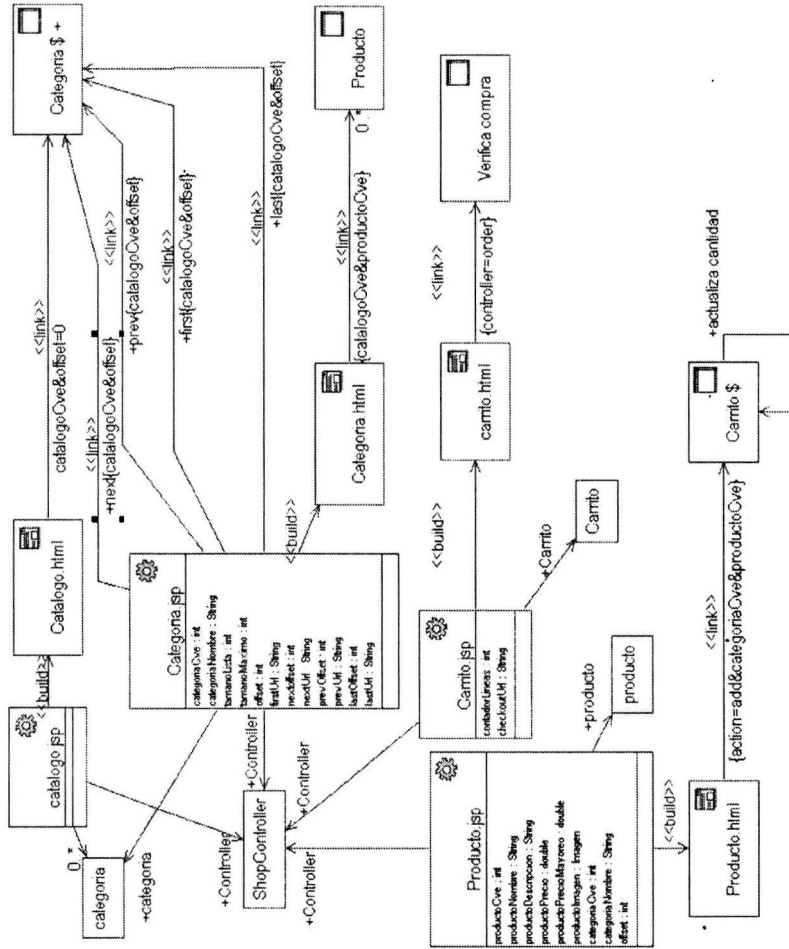 Categoria $ +
Producto
0..*
Verifica compra
<<link>>
catalogoCve&offset=0
<<link>>
+next{catalogoCve&offset}
<<link>>
+prev{catalogoCve&offset}
<<link>>
+first{catalogoCve&offset}
<<link>>
+last{catalogoCve&offset}
<<link>>
{catalogoCve&productoCve}
<<link>>
{controller=order}
+actualiza cantidad
Catalogo.html
Categoria html
carrito html
Carrito $
<<build>>
<<build>>
<<build>>
<<link>>
{action=add&categoriaCve&productoCve}
catalogo.jsp
Categoria.jsp
categoriaCve : int
categoriaNombre : String
tamanoLista : int
tamanoMaximo : int
offset : int
firstUrl : String
nextoffset : int
nextUrl : String
prevOffset : int
prevUrl : String
lastOffset : int
lastUrl : String
Carrito.jsp
contadorLineas : int
checkoutUrl : String
+Carrito
Carrito
+producto
producto
0..*
categoria
+categoria
+Controller
+Controller
+Controller
+Controller
ShopController
Producto.jsp
productoCve : int
productoNombre : String
productoDescripcion : String
productoPrecio : double
productoPrecioMayoreo : double
productoImagen : Imagen
categoriaCve : int
categoriaNombre : String
offset : int
<<build>>
Producto.html